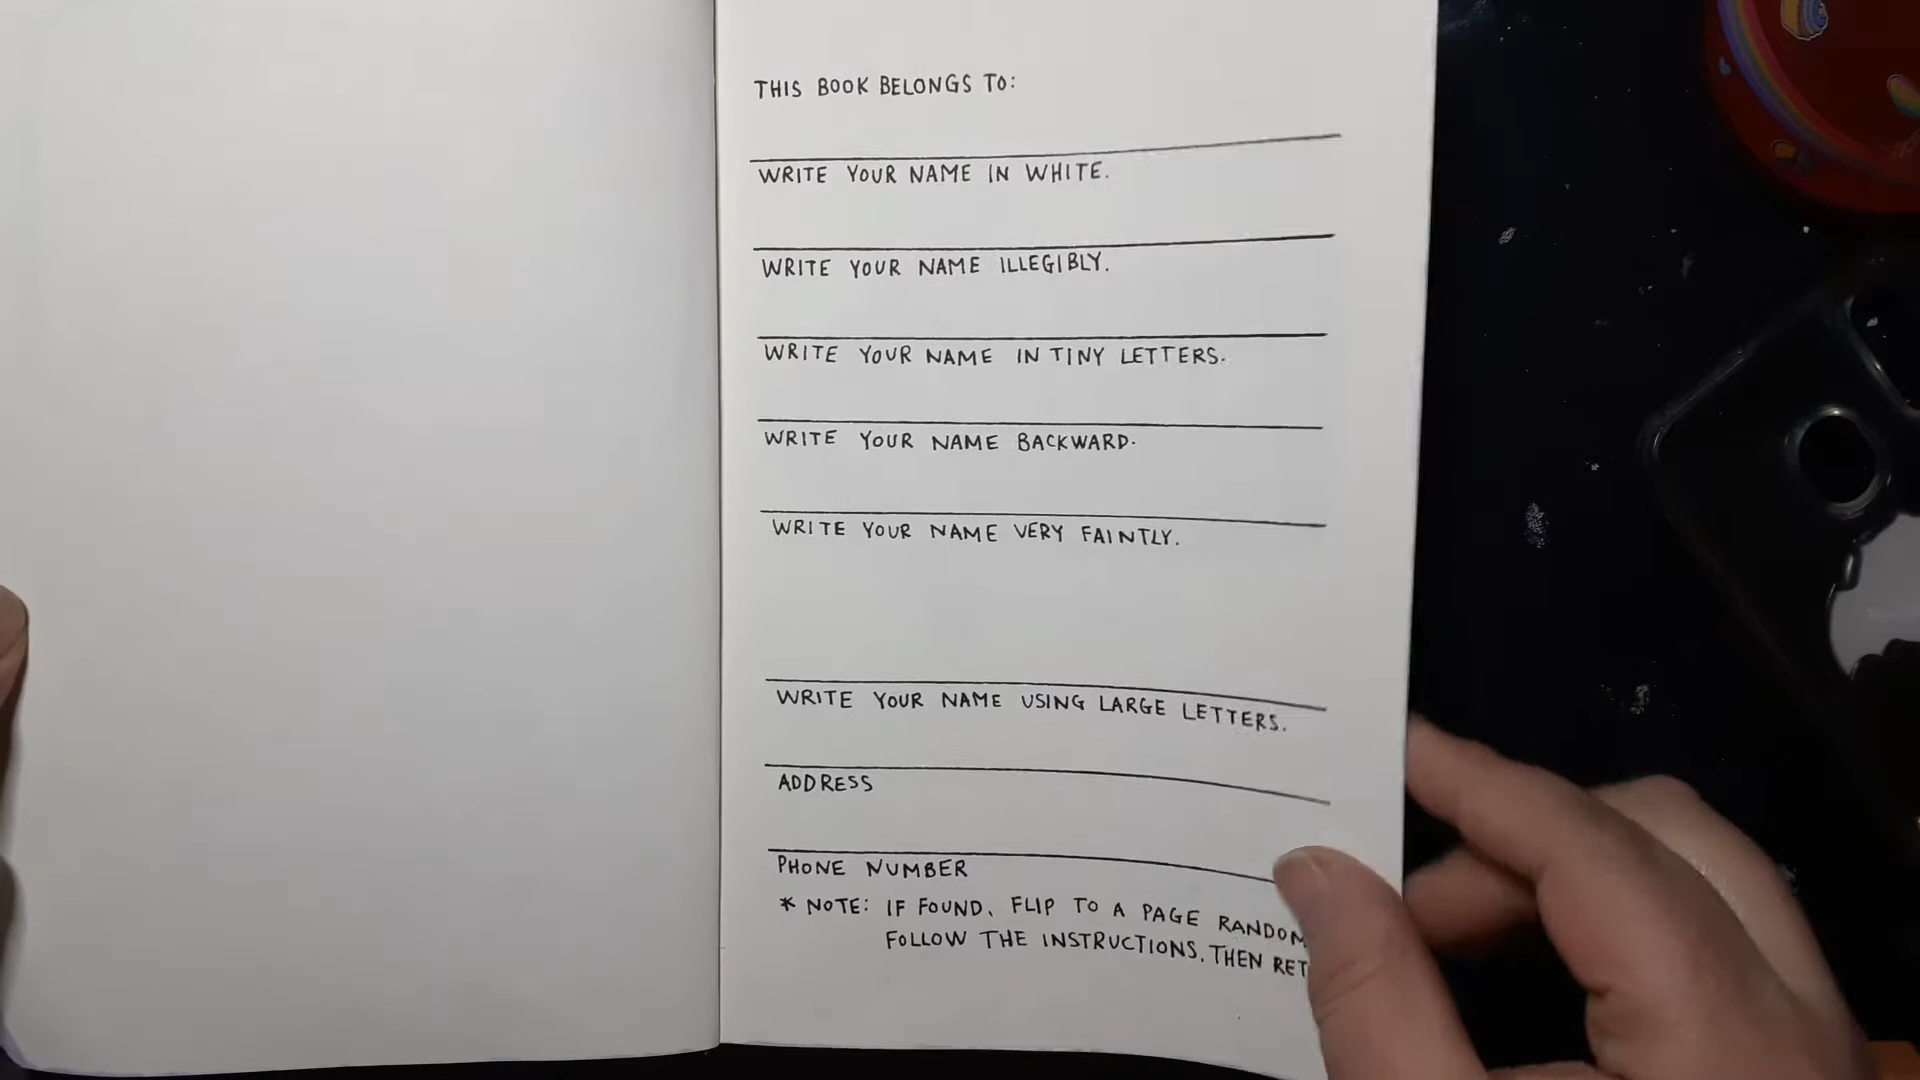 THIS BOOK BELONGS TO:
WRITE YOUR NAME IN WHITE.
WRITE YOUR NAME ILLEGIBLY.
WRITE YOUR NAME IN TINY LETTERS.
WRITE YOUR NAME BACKWARD.
WRITE YOUR NAME VERY FAINTLY.
WRITE YOUR NAME USING LARGE LETTERS.
ADDRESS
PHONE NUMBER
* NOTE: IF FOUND, FLIP TO A PAGE
FOLLOW THE INSTRUCTIONS, THEN